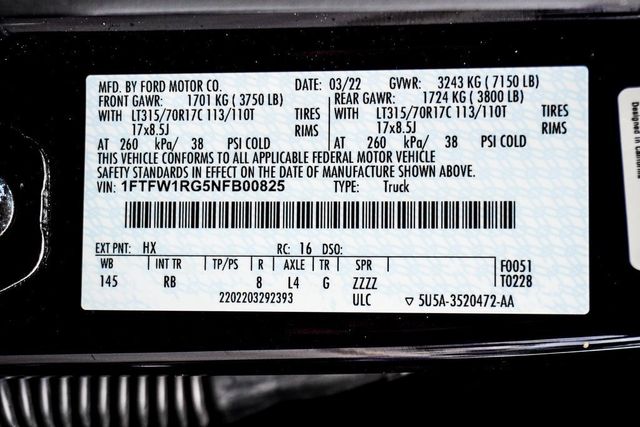 MFD. BY FORD MOTOR CO. DATE: 03/22 GVWR: 3243 KG ( 7150 LB)
FRONT GAWR: 1701 KG ( 3750 LB) REAR GAWR: 1724 KG ( 3800 LB)
WITH LT315/70R17C 113/110T TIRES WITH LT315/70R17C 113/110T TIRES
17x8.5J RIMS 17x8.5J RIMS
AT 260 kPa/ 38 PSI COLD AT 260 kPa/ 38 PSI COLD
THIS VEHICLE CONFORMS TO ALL APPLICABLE FEDERAL MOTOR VEHICLE
SAFETY STANDARDS IN EFFECT ON THE DATE OF MANUFACTURE SHOWN ABOVE.
VIN: 1FTFW1RG5NFB00825 TYPE: Truck
EXT PNT: HX RC: 16 DSO:
WB INT TR TP/PS R AXLE TR SPR F0051
145 RB 8 L4 G ZZZZ T0228
2202203292393 ULC ▽ 5U5A-3520472-AA
Designed in California